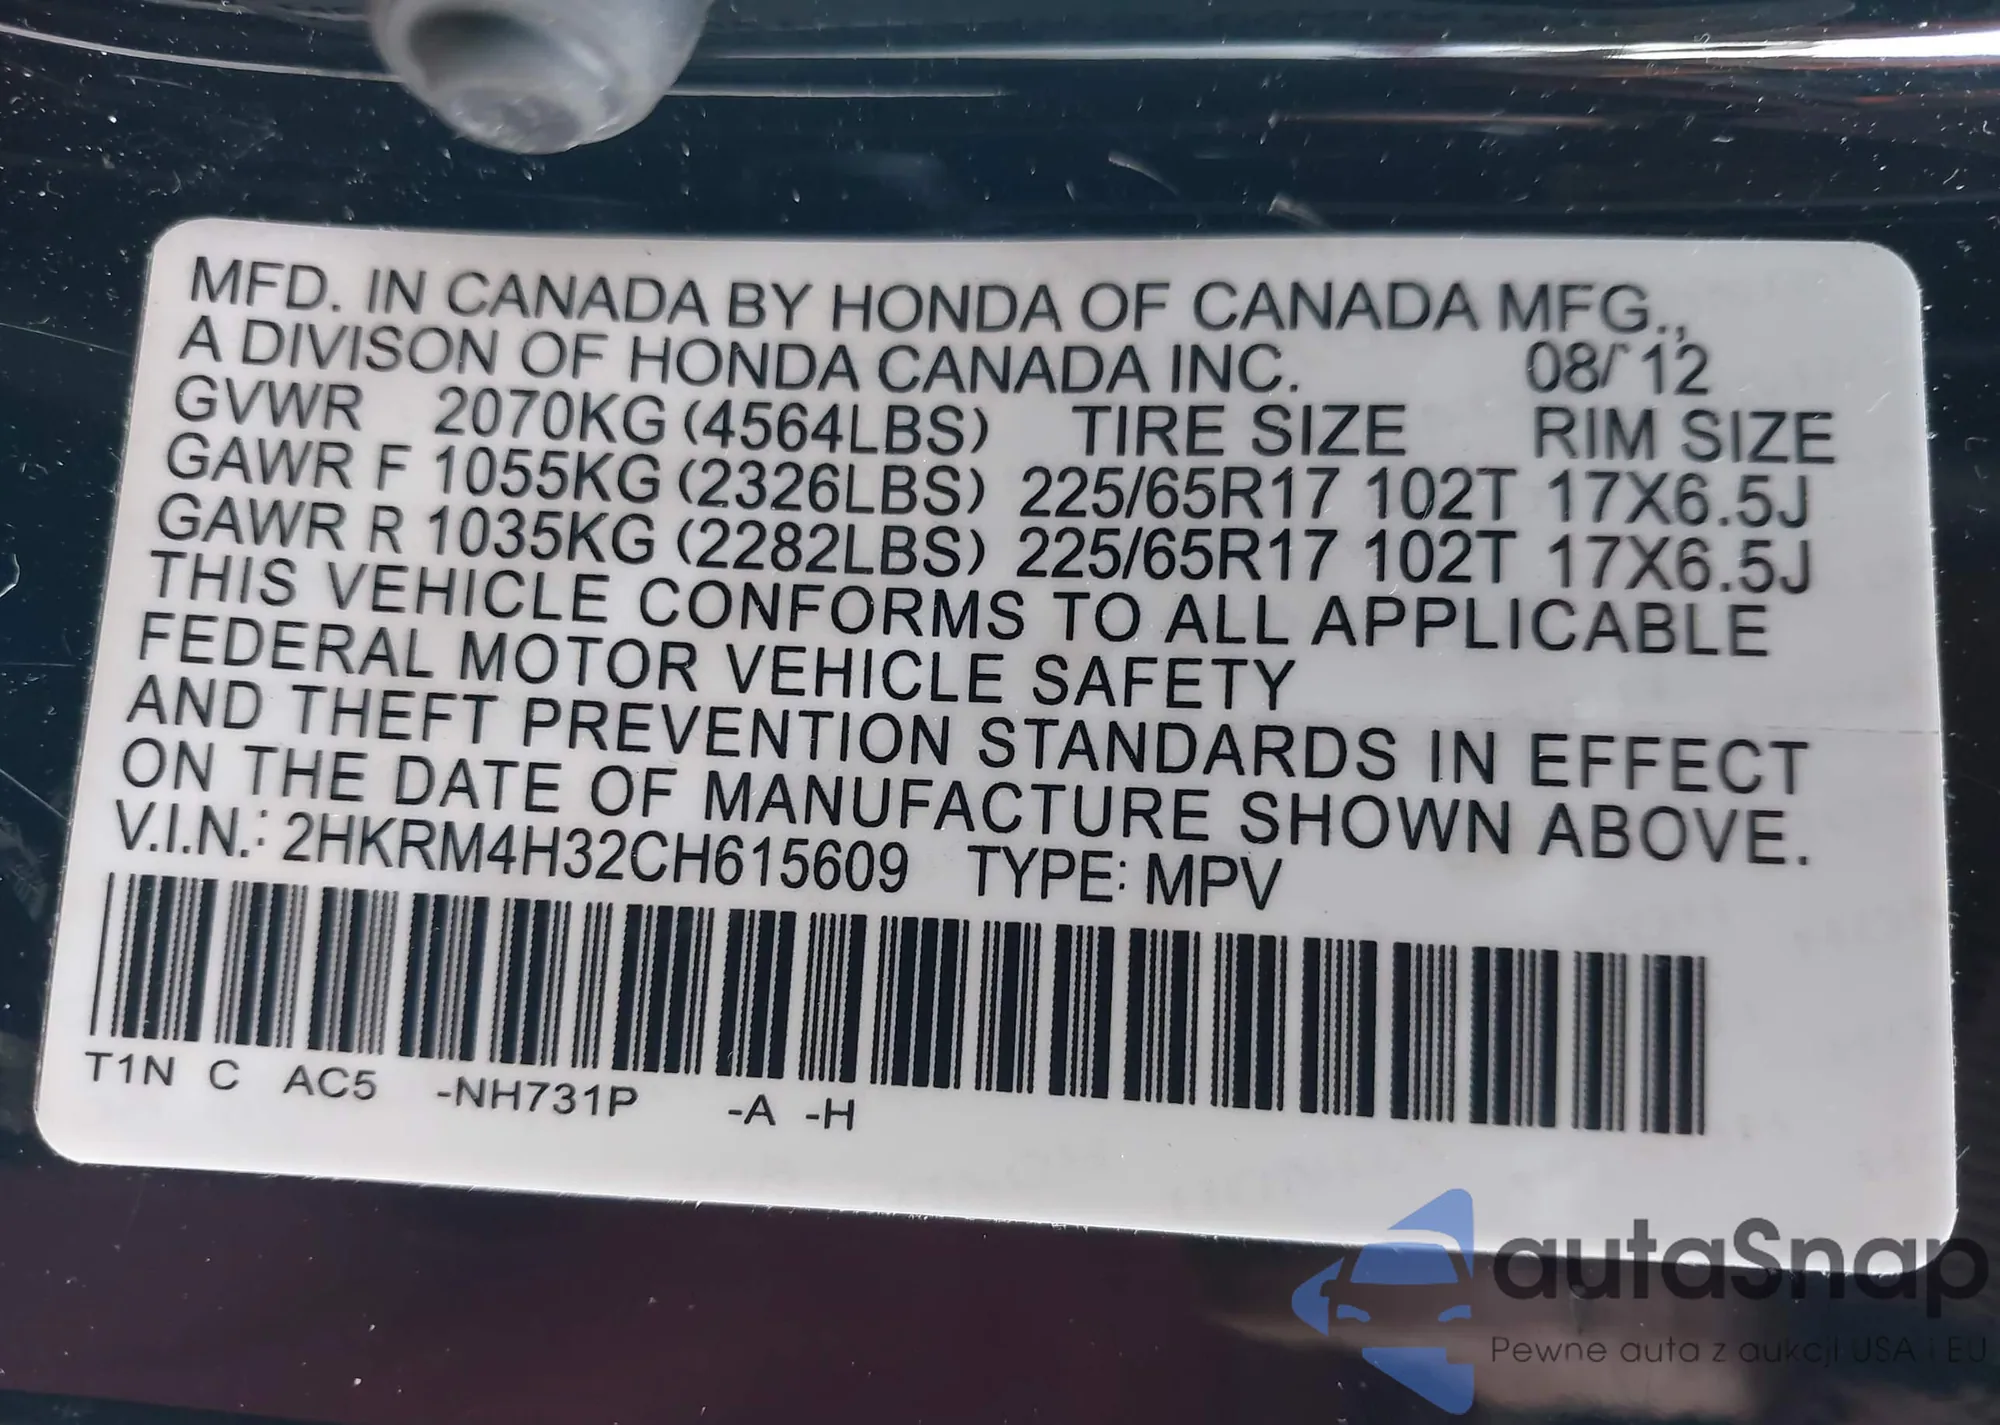 MFD. IN CANADA BY HONDA OF CANADA MFG.,
A DIVISON OF HONDA CANADA INC. 08/12
GVWR 2070KG (4564LBS) TIRE SIZE RIM SIZE
GAWR F 1055KG (2326LBS) 225/65R17 102T 17X6.5J
GAWR R 1035KG (2282LBS) 225/65R17 102T 17X6.5J
THIS VEHICLE CONFORMS TO ALL APPLICABLE
FEDERAL MOTOR VEHICLE SAFETY
AND THEFT PREVENTION STANDARDS IN EFFECT
ON THE DATE OF MANUFACTURE SHOWN ABOVE.
V.I.N.: 2HKRM4H32CH615609 TYPE: MPV
T1N C AC5 -NH731P -A -H
autaSnap
Pewne auta z aukcji USA i EU